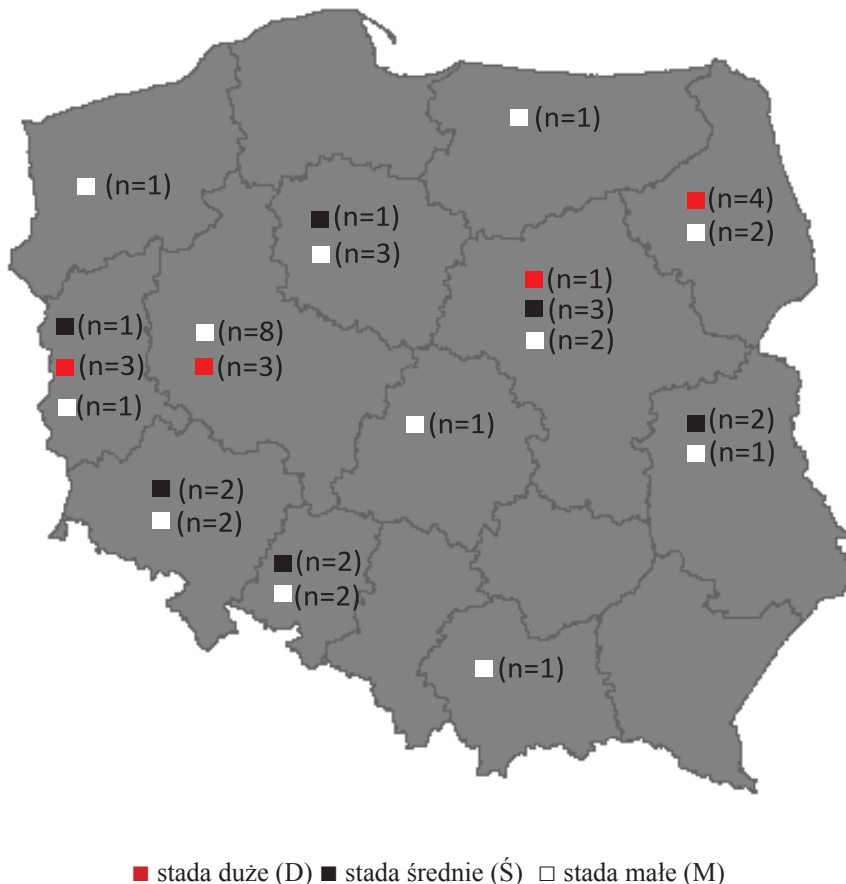 (n=1)
(n=1)
(n=4)
(n=2)
(n=1)
(n=3)
(n=1)
(n=3)
(n=2)
(n=1)
(n=3)
(n=1)
(n=8)
(n=3)
(n=1)
(n=2)
(n=1)
(n=2)
(n=2)
(n=2)
(n=2)
(n=1)
stada duże (D) stada średnie (Ś) stada małe (M)